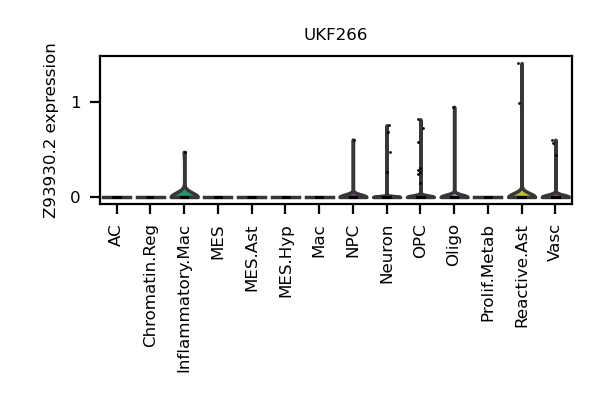 UKF266
Z93930.2 expression
1
0
AC
Chromatin.Reg
Inflammatory.Mac
MES
MES.Ast
MES.Hyp
Mac
NPC
Neuron
OPC
Oligo
Prolif.Metab
Reactive.Ast
Vasc